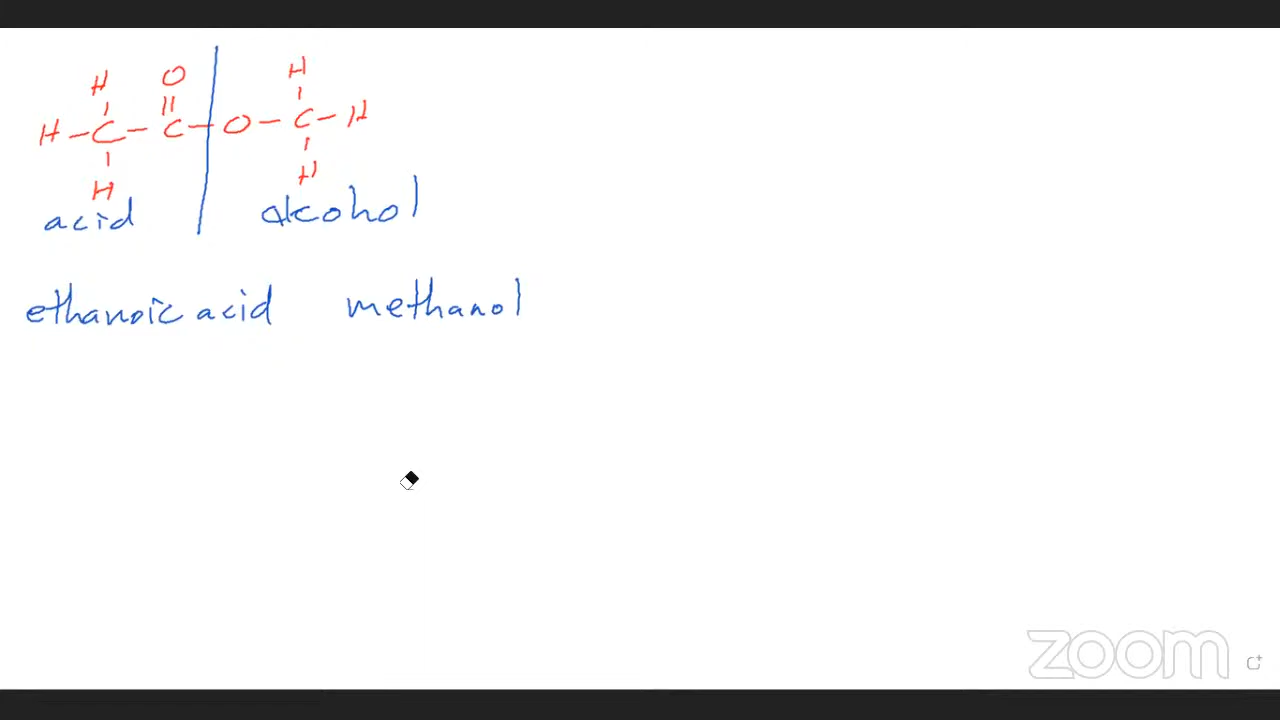 H O H
H - C - C - O - C - H
H H
acid alcohol
ethanoic acid methanol
zoom